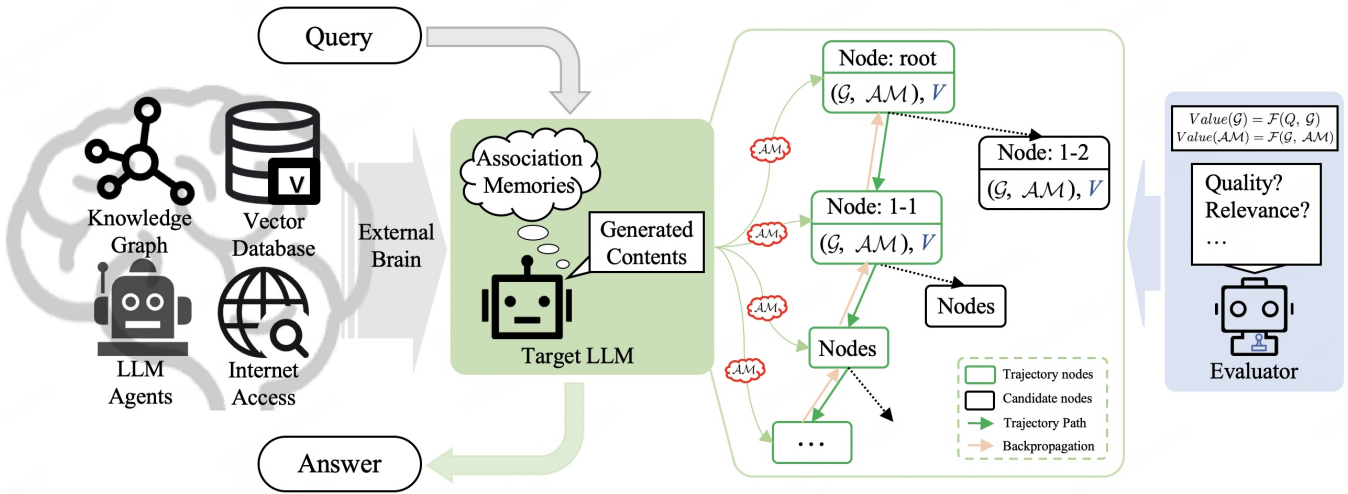 Query
Knowledge
Graph
Vector
Database
V
LLM
Agents
Internet
Access
External
Brain
Association
Memories
Generated
Contents
Target LLM
Answer
𝒜ℳ
𝒜ℳ
𝒜ℳ
𝒜ℳ
Node: root
(𝒢, 𝒜ℳ), V
Node: 1-2
(𝒢, 𝒜ℳ), V
Node: 1-1
(𝒢, 𝒜ℳ), V
Nodes
Nodes
...
Trajectory nodes
Candidate nodes
Trajectory Path
Backpropagation
Value(𝒢) = ℱ(Q, 𝒢)
Value(𝒜ℳ) = ℱ(𝒢, 𝒜ℳ)
Quality?
Relevance?
...
Evaluator